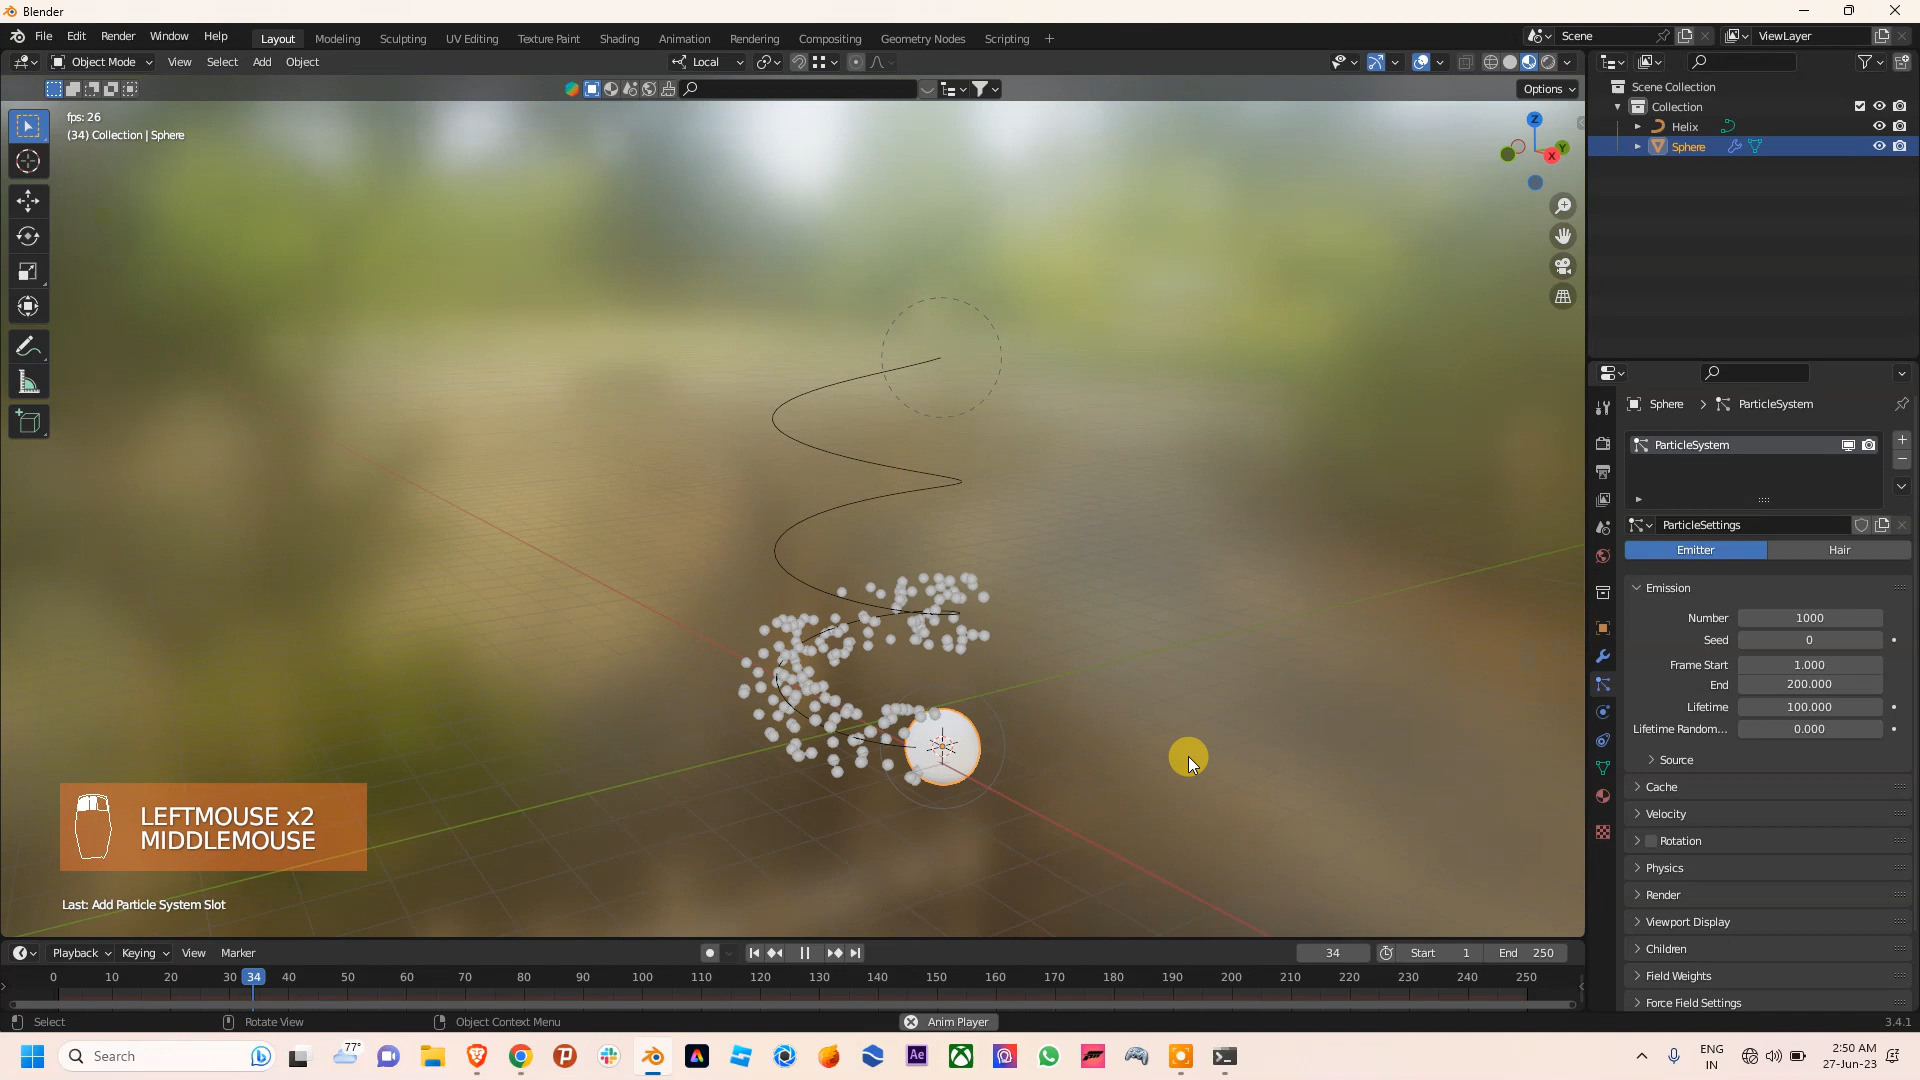 Blender
File Edit Render Window Help Layout Modeling Sculpting UV Editing Texture Paint Shading Animation Rendering Compositing Geometry Nodes Scripting + Scene ViewLayer
Object Mode View Select Add Object Local
Options
fps: 26
(34) Collection | Sphere
Z
Y
X
Scene Collection
Collection
Helix
Sphere
Sphere > ParticleSystem
ParticleSystem
ParticleSettings
Emitter Hair
Emission
Number 1000
Seed 0
Frame Start 1.000
End 200.000
Lifetime 100.000
Lifetime Random... 0.000
Source
Cache
Velocity
Rotation
Physics
Render
Viewport Display
Children
Field Weights
Force Field Settings
LEFTMOUSE x2
MIDDLEMOUSE
Last: Add Particle System Slot
Playback Keying View Marker 34 Start 1 End 250
0 10 20 30 34 40 50 60 70 80 90 100 110 120 130 140 150 160 170 180 190 200 210 220 230 240 250
Select Rotate View Object Context Menu Anim Player 3.4.1
Search 77° Ae ENG IN 2:50 AM
27-Jun-23